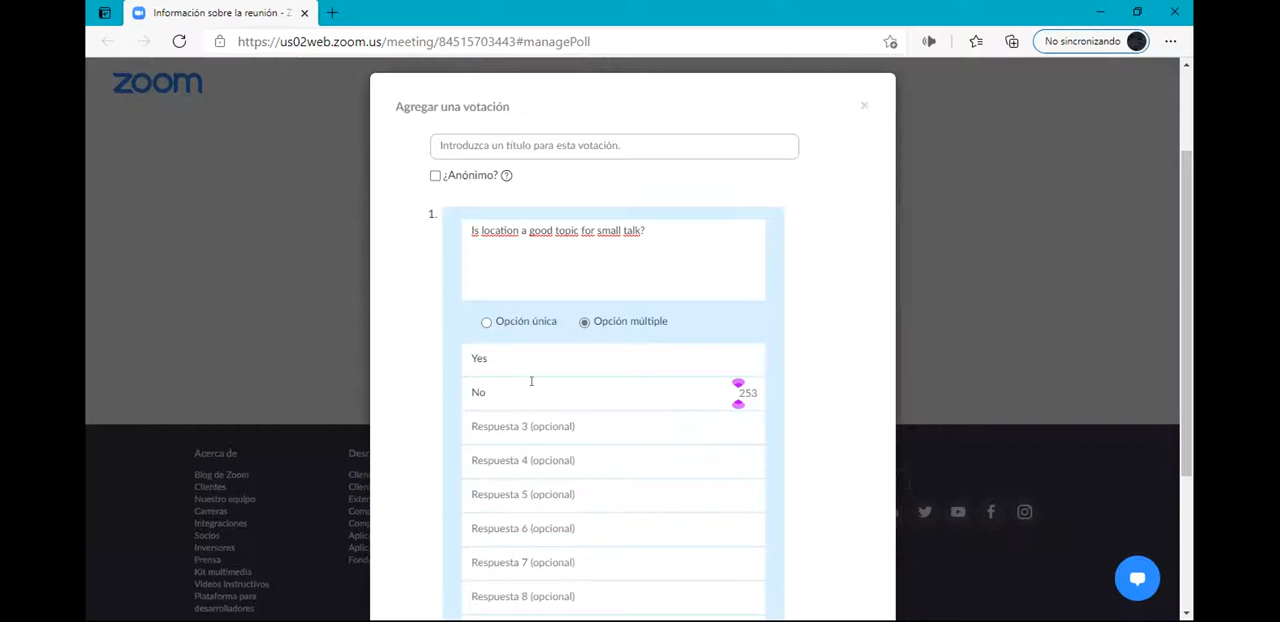 Información sobre la reunión - Z
https://us02web.zoom.us/meeting/84515703443#managePoll
No sincronizando
zoom
Agregar una votación
Introduzca un título para esta votación.
¿Anónimo?
1.
Is location a good topic for small talk?
Opción única
Opción múltiple
Yes
No
253
Respuesta 3 (opcional)
Respuesta 4 (opcional)
Respuesta 5 (opcional)
Respuesta 6 (opcional)
Respuesta 7 (opcional)
Respuesta 8 (opcional)
Acerca de
Blog de Zoom
Clientes
Nuestro equipo
Carreras
Integraciones
Socios
Inversores
Prensa
Kit multimedia
Videos instructivos
Plataforma para
desarrolladores